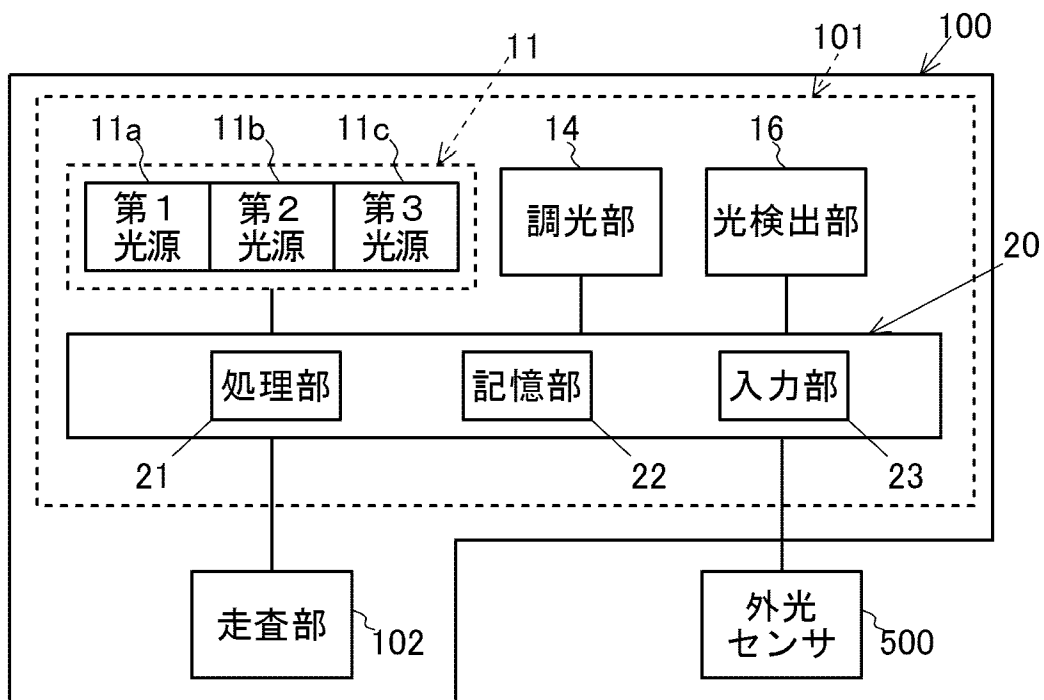 100
101
11
11a
11b
11c
14
16
第1
光源
第2
光源
第3
光源
調光部
光検出部
20
処理部
記憶部
入力部
21
22
23
走査部
102
外光
センサ
500